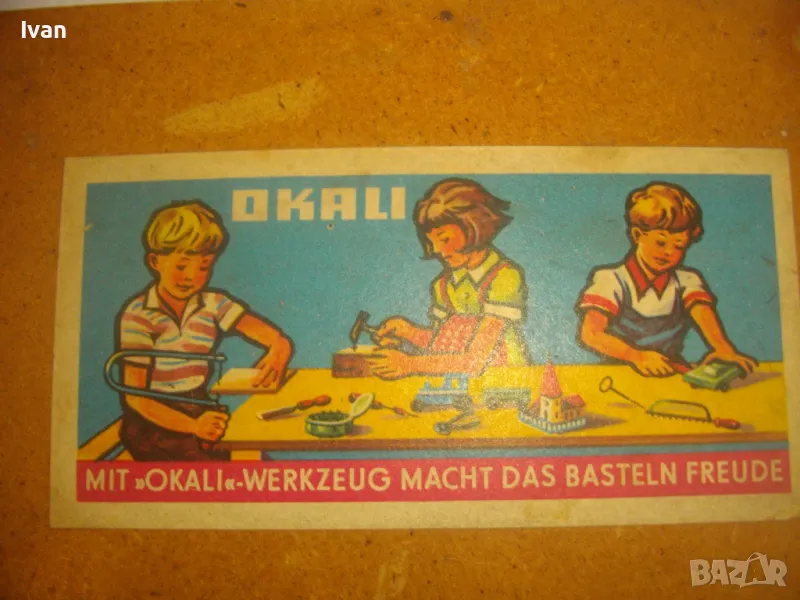 Ivan
OKALI
MIT »OKALI«-WERKZEUG MACHT DAS BASTELN FREUDE
BAZAR